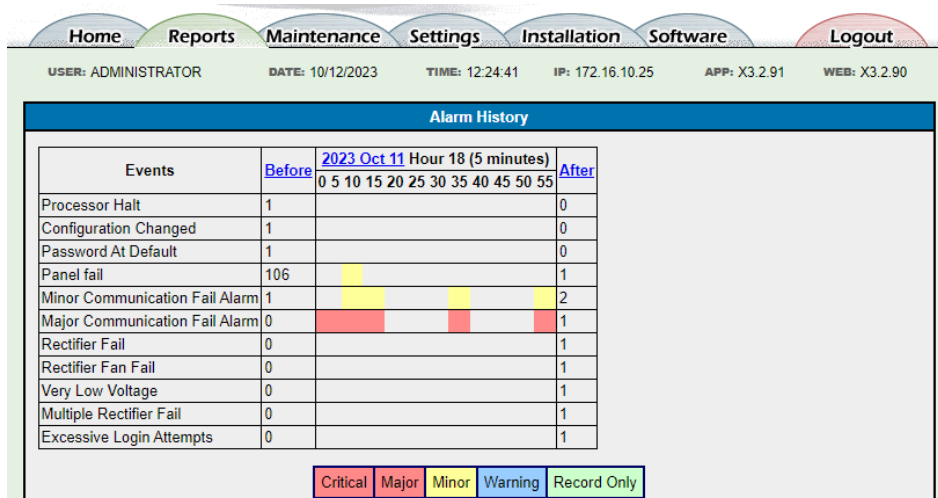 Home Reports Maintenance Settings Installation Software Logout
USER: ADMINISTRATOR DATE: 10/12/2023 TIME: 12:24:41 IP: 172.16.10.25 APP: X3.2.91 WEB: X3.2.90
Alarm History
Events Before 2023 Oct 11 Hour 18 (5 minutes) After
0 5 10 15 20 25 30 35 40 45 50 55
Processor Halt 1 0
Configuration Changed 1 0
Password At Default 1 0
Panel fail 106 1
Minor Communication Fail Alarm 1 2
Major Communication Fail Alarm 0 1
Rectifier Fail 0 1
Rectifier Fan Fail 0 1
Very Low Voltage 0 1
Multiple Rectifier Fail 0 1
Excessive Login Attempts 0 1
Critical Major Minor Warning Record Only